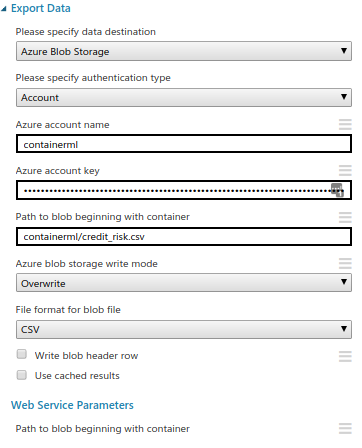 Export Data
Please specify data destination
Azure Blob Storage
Please specify authentication type
Account
Azure account name
containerml
Azure account key
Path to blob beginning with container
containerml/credit_risk.csv
Azure blob storage write mode
Overwrite
File format for blob file
CSV
Write blob header row
Use cached results
Web Service Parameters
Path to blob beginning with container